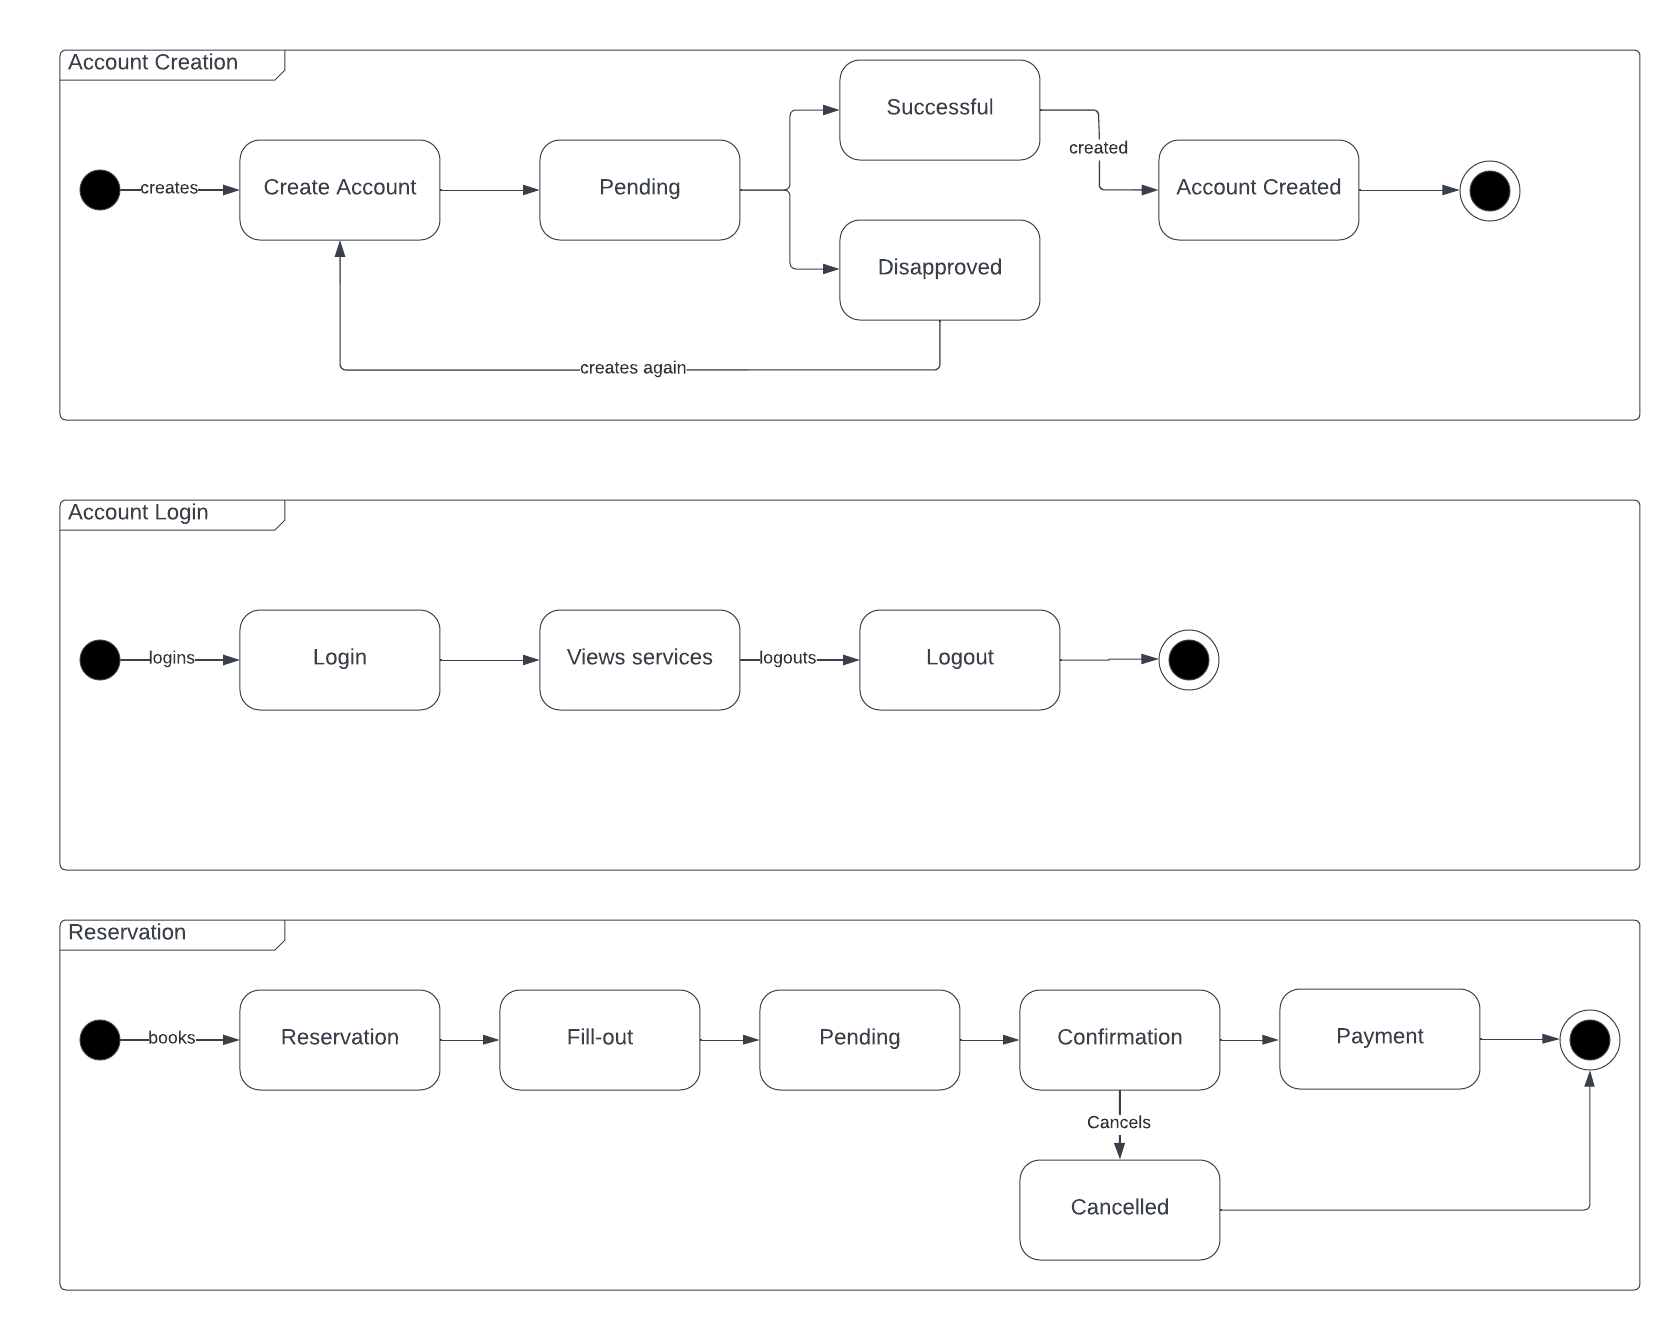 Account Creation
Successful
created
creates
Create Account
Pending
Account Created
Disapproved
creates again
Account Login
logins
Login
Views services
logouts
Logout
Reservation
books
Reservation
Fill-out
Pending
Confirmation
Payment
Cancels
Cancelled